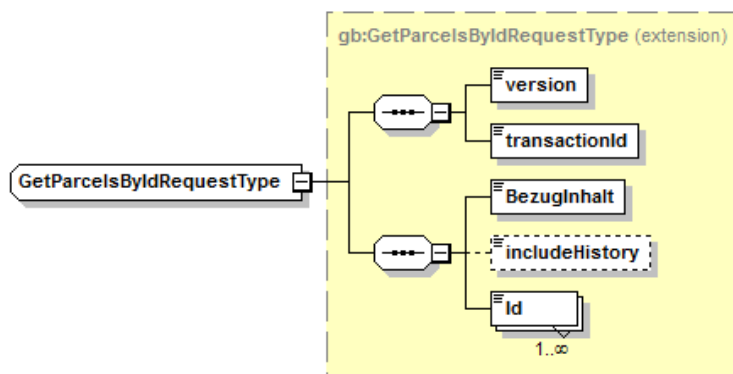 gb:GetParcelsByIdRequestType (extension)
version
transactionId
GetParcelsByIdRequestType
BezugInhalt
includeHistory
Id
1..∞